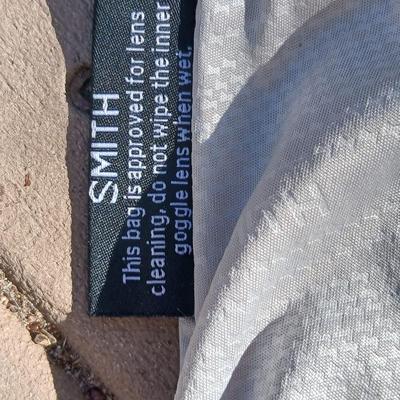 SMITH
This bag is approved for lens
cleaning, do not wipe the inner
goggle lens when wet.